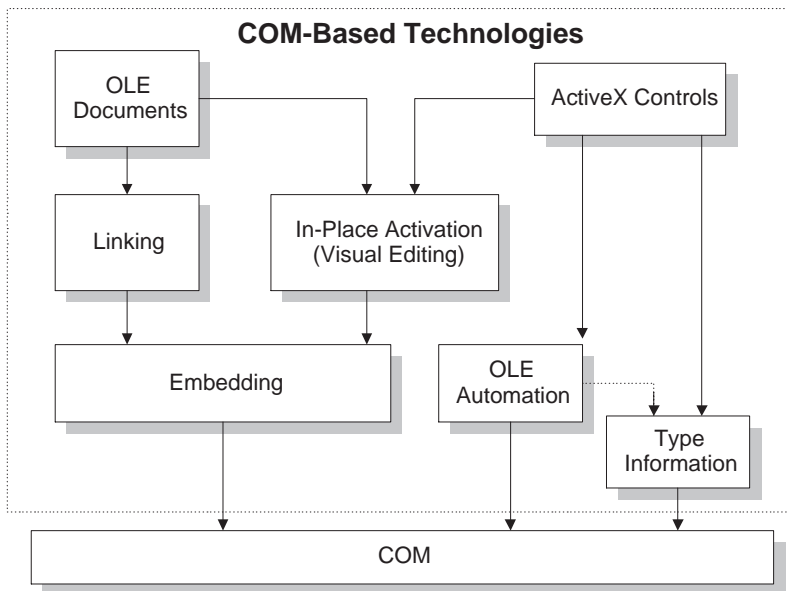 COM-Based Technologies
OLE
Documents
ActiveX Controls
Linking
In-Place Activation
(Visual Editing)
Embedding
OLE
Automation
Type
Information
COM